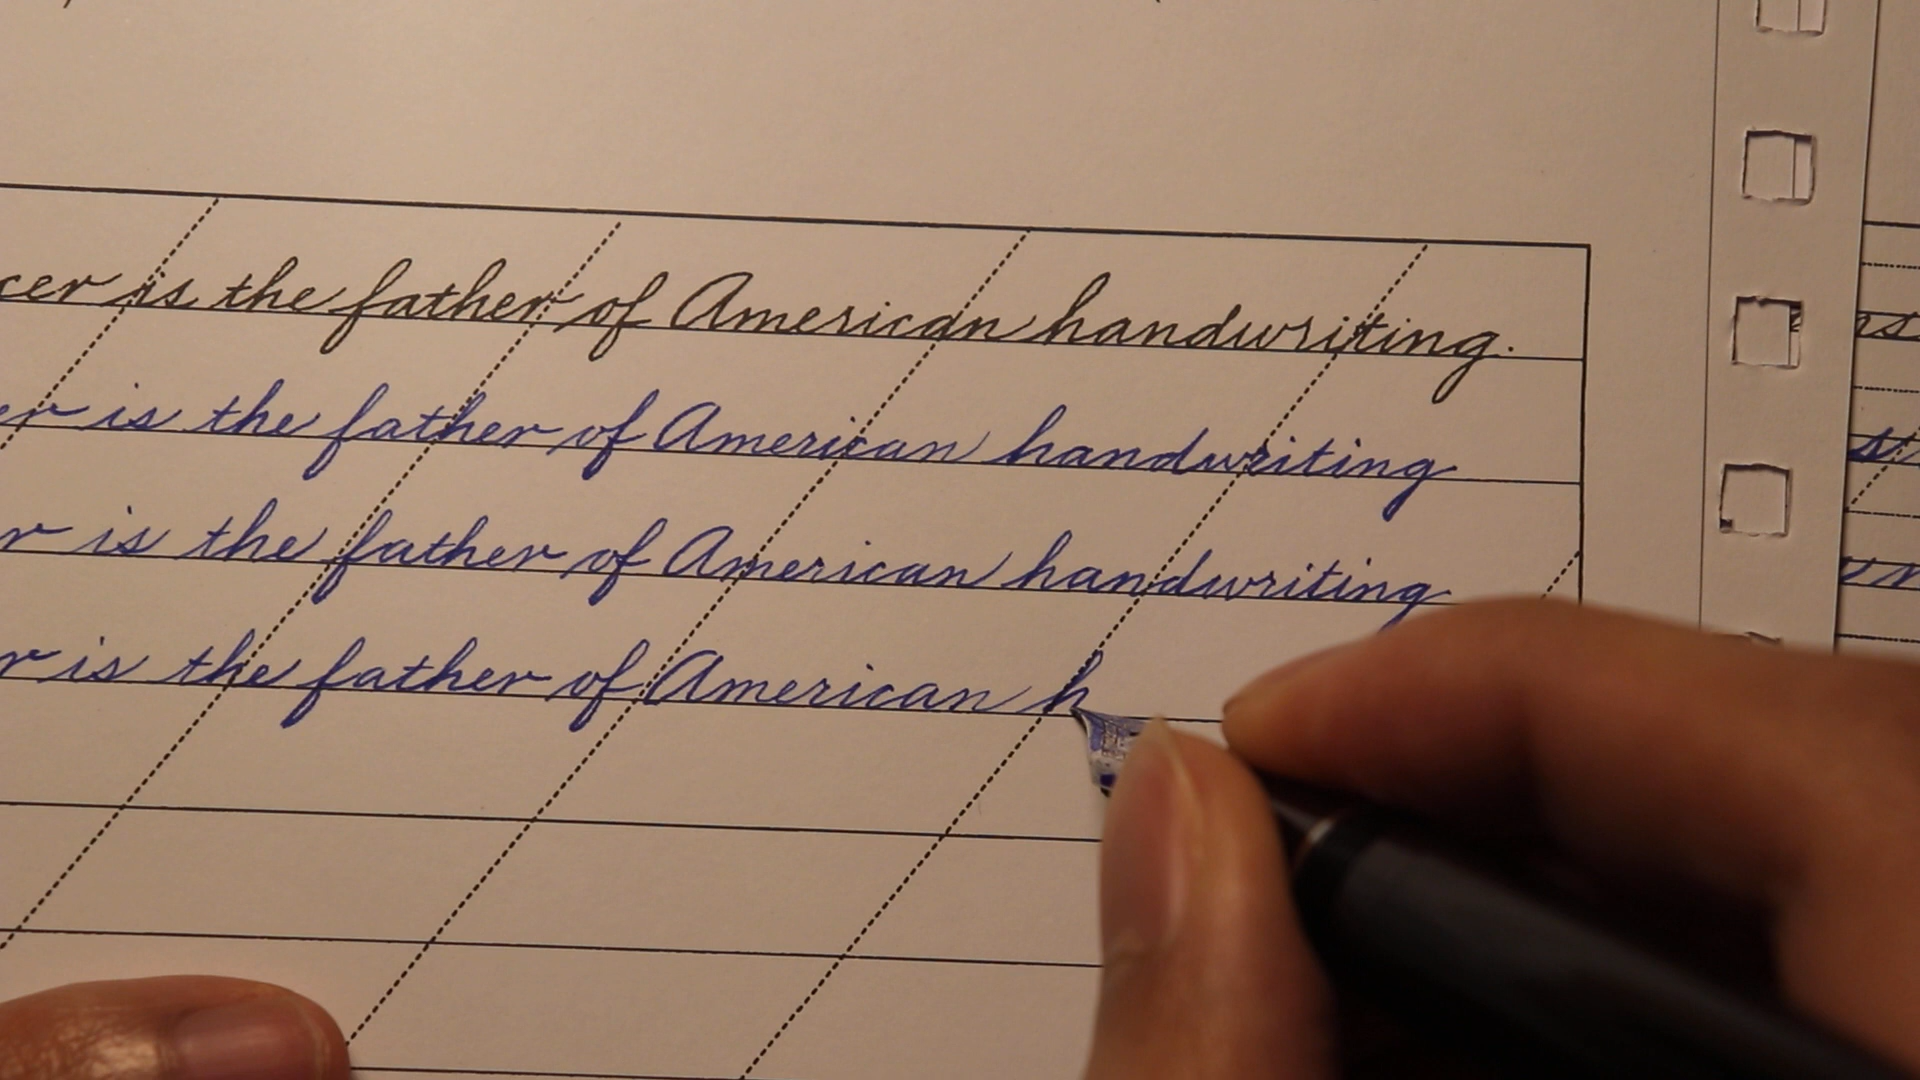 cer is the father of American handwriting.
er is the father of American handwriting
r is the father of American handwriting
r is the father of American h